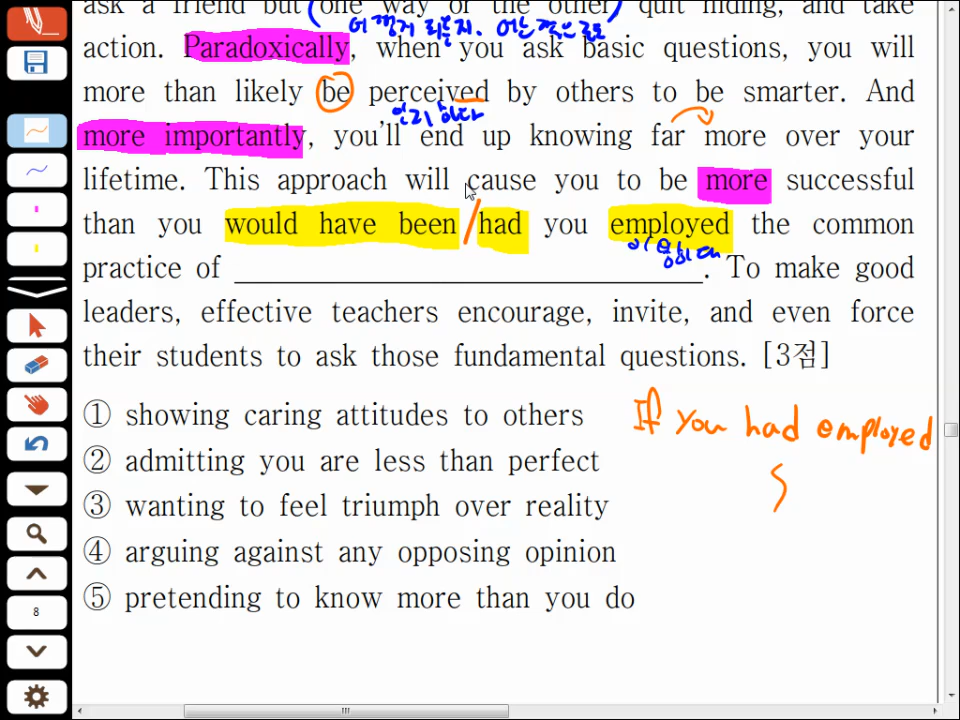 ask a friend but (one way or the other) quit hiding, and take
어떻게 되든지. 어느 쪽으로든
action. Paradoxically, when you ask basic questions, you will
more than likely be perceived by others to be smarter. And
인지하다
more importantly, you'll end up knowing far more over your
lifetime. This approach will cause you to be more successful
than you would have been / had you employed the common
이용하다
practice of ______. To make good
leaders, effective teachers encourage, invite, and even force
their students to ask those fundamental questions. [3점]
① showing caring attitudes to others
If you had employed
② admitting you are less than perfect
③ wanting to feel triumph over reality
④ arguing against any opposing opinion
⑤ pretending to know more than you do
8